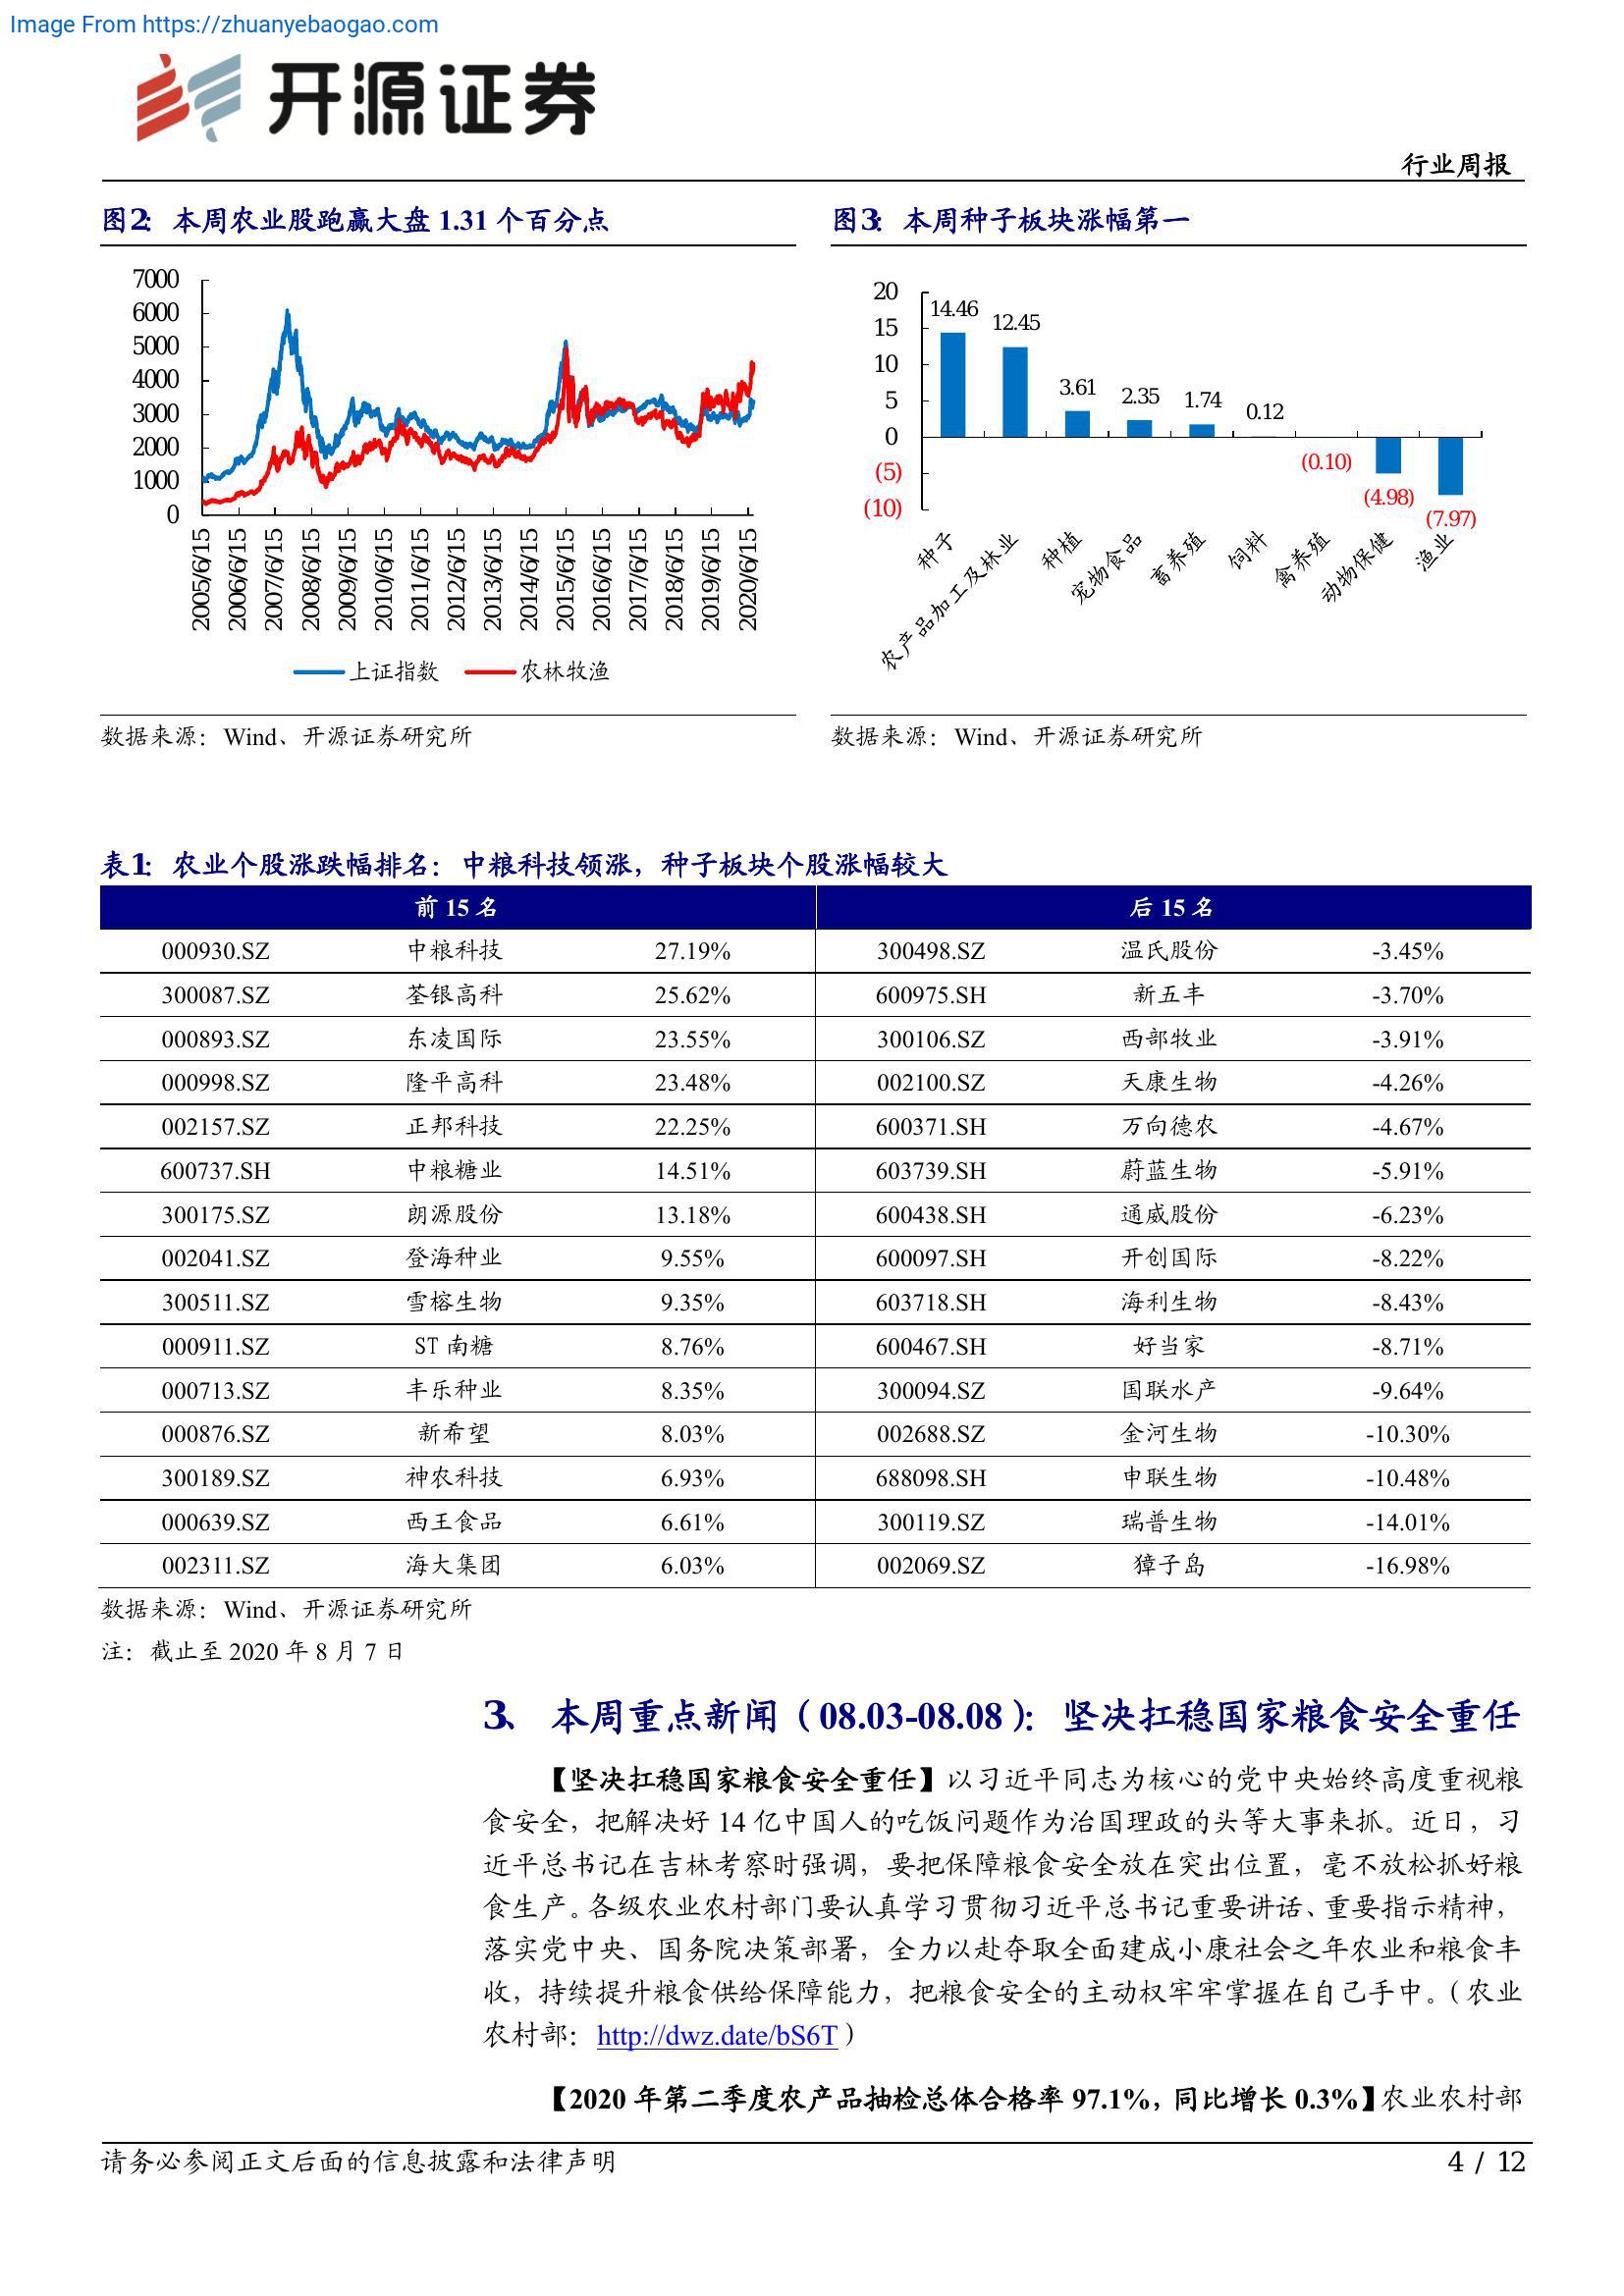 Image From https://zhuanyebaogao.com
开源证券
行业周报
图2：本周农业股跑赢大盘 1.31 个百分点
7000
6000
5000
4000
3000
2000
1000
0
2005/6/15
2006/6/15
2007/6/15
2008/6/15
2009/6/15
2010/6/15
2011/6/15
2012/6/15
2013/6/15
2014/6/15
2015/6/15
2016/6/15
2017/6/15
2018/6/15
2019/6/15
2020/6/15
上证指数 农林牧渔
数据来源：Wind、开源证券研究所
图3：本周种子板块涨幅第一
20
15
10
5
0
(5)
(10)
14.46
12.45
3.61
2.35
1.74
0.12
(0.10)
(4.98)
(7.97)
种子
农产品加工及林业
种植
宠物食品
畜养殖
饲料
禽养殖
动物保健
渔业
数据来源：Wind、开源证券研究所
表1：农业个股涨跌幅排名：中粮科技领涨，种子板块个股涨幅较大
前 15 名 后 15 名
000930.SZ 中粮科技 27.19% 300498.SZ 温氏股份 -3.45%
300087.SZ 荃银高科 25.62% 600975.SH 新五丰 -3.70%
000893.SZ 东凌国际 23.55% 300106.SZ 西部牧业 -3.91%
000998.SZ 隆平高科 23.48% 002100.SZ 天康生物 -4.26%
002157.SZ 正邦科技 22.25% 600371.SH 万向德农 -4.67%
600737.SH 中粮糖业 14.51% 603739.SH 蔚蓝生物 -5.91%
300175.SZ 朗源股份 13.18% 600438.SH 通威股份 -6.23%
002041.SZ 登海种业 9.55% 600097.SH 开创国际 -8.22%
300511.SZ 雪榕生物 9.35% 603718.SH 海利生物 -8.43%
000911.SZ ST 南糖 8.76% 600467.SH 好当家 -8.71%
000713.SZ 丰乐种业 8.35% 300094.SZ 国联水产 -9.64%
000876.SZ 新希望 8.03% 002688.SZ 金河生物 -10.30%
300189.SZ 神农科技 6.93% 688098.SH 申联生物 -10.48%
000639.SZ 西王食品 6.61% 300119.SZ 瑞普生物 -14.01%
002311.SZ 海大集团 6.03% 002069.SZ 獐子岛 -16.98%
数据来源：Wind、开源证券研究所
注：截止至 2020 年 8 月 7 日
3、 本周重点新闻（08.03-08.08）：坚决扛稳国家粮食安全重任
【坚决扛稳国家粮食安全重任】以习近平同志为核心的党中央始终高度重视粮
食安全，把解决好 14 亿中国人的吃饭问题作为治国理政的头等大事来抓。近日，习
近平总书记在吉林考察时强调，要把保障粮食安全放在突出位置，毫不放松抓好粮
食生产。各级农业农村部门要认真学习贯彻习近平总书记重要讲话、重要指示精神，
落实党中央、国务院决策部署，全力以赴夺取全面建成小康社会之年农业和粮食丰
收，持续提升粮食供给保障能力，把粮食安全的主动权牢牢掌握在自己手中。（农业
农村部：http://dwz.date/bS6T）
【2020 年第二季度农产品抽检总体合格率 97.1%，同比增长 0.3%】农业农村部
请务必参阅正文后面的信息披露和法律声明
4 / 12